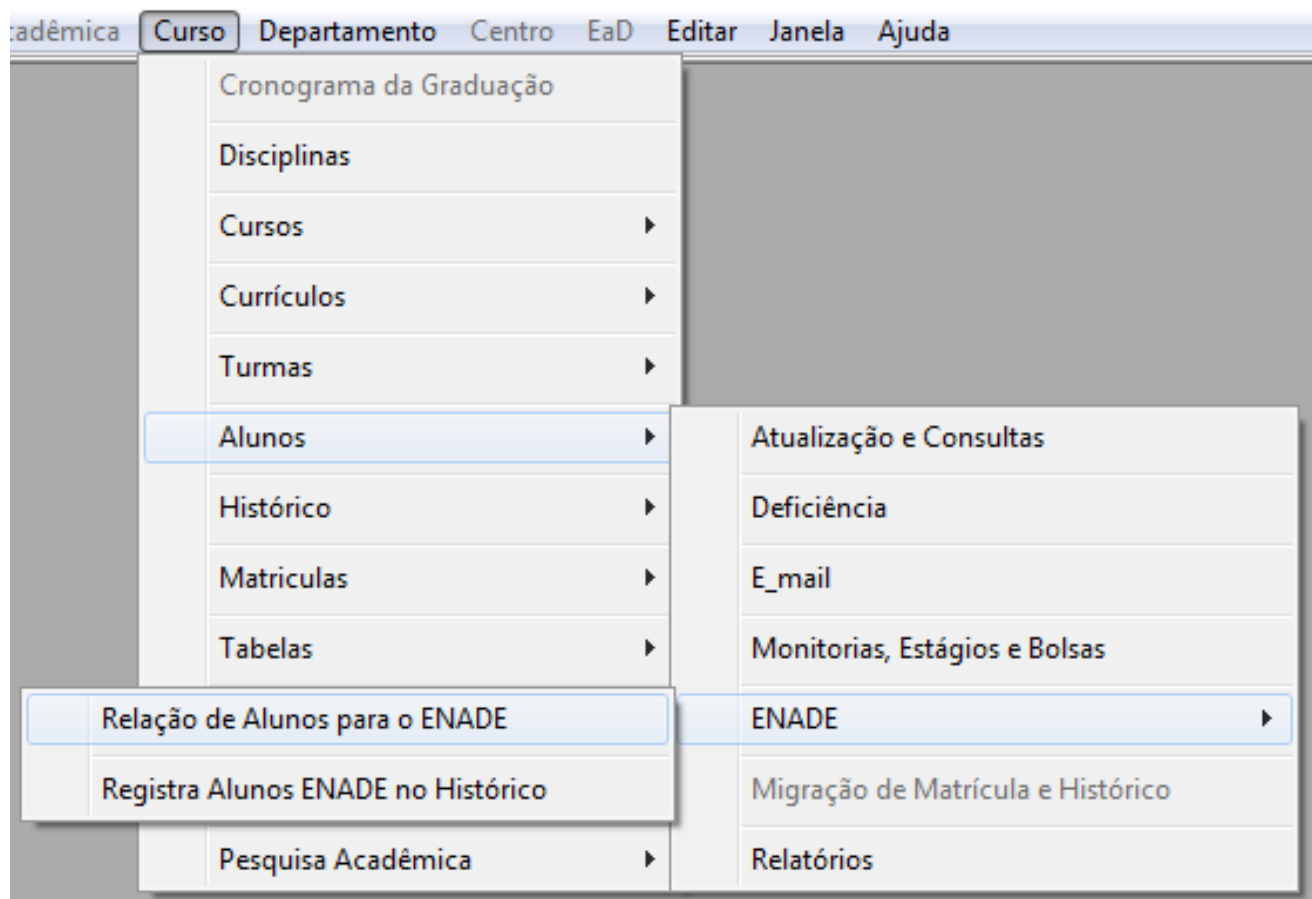 adêmica Curso Departamento Centro EaD Editar Janela Ajuda
Cronograma da Graduação
Disciplinas
Cursos
Currículos
Turmas
Alunos
Histórico
Matriculas
Tabelas
Pesquisa Acadêmica
Atualização e Consultas
Deficiência
E_mail
Monitorias, Estágios e Bolsas
ENADE
Migração de Matrícula e Histórico
Relatórios
Relação de Alunos para o ENADE
Registra Alunos ENADE no Histórico